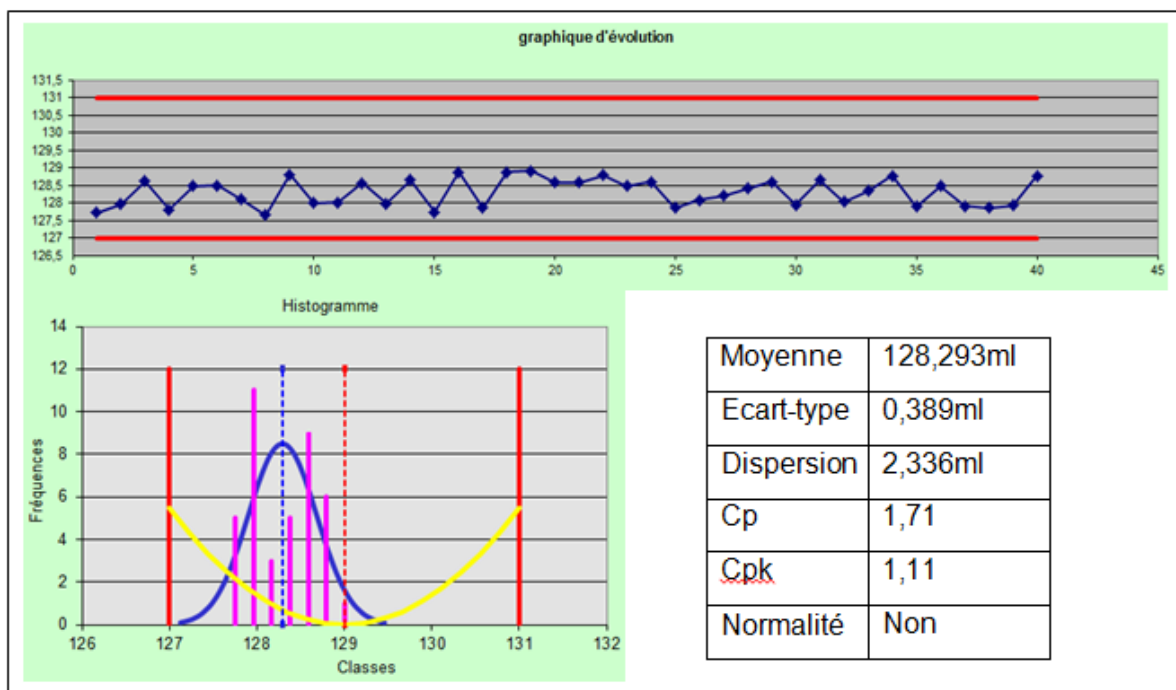 graphique d'évolution
131,5
131
130,5
130
129,5
129
128,5
128
127,5
127
126,5
0 5 10 15 20 25 30 35 40 45
Histogramme
Fréquences
14
12
10
8
6
4
2
0
126 127 128 129 130 131 132
Classes
Moyenne 128,293ml
Ecart-type 0,389ml
Dispersion 2,336ml
Cp 1,71
Cpk 1,11
Normalité Non